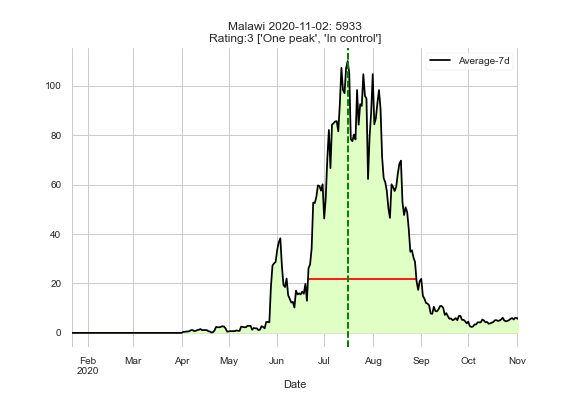 Malawi 2020-11-02: 5933
Rating:3 ['One peak', 'In control']
Average-7d
100
80
60
40
20
0
Feb Mar Apr May Jun Jul Aug Sep Oct Nov
2020
Date